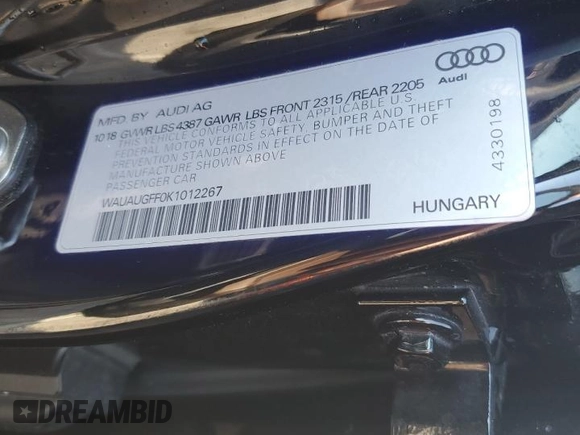 MFD. BY AUDI AG
10 18 GVWR LBS 4387 GAWR LBS FRONT 2315 /REAR 2205
THIS VEHICLE CONFORMS TO ALL APPLICABLE U.S.
FEDERAL MOTOR VEHICLE SAFETY, BUMPER, AND THEFT
PREVENTION STANDARDS IN EFFECT ON THE DATE OF
MANUFACTURE SHOWN ABOVE
PASSENGER CAR
WAUAUGFF0K1012267
Audi
4330198
HUNGARY
DREAMBID